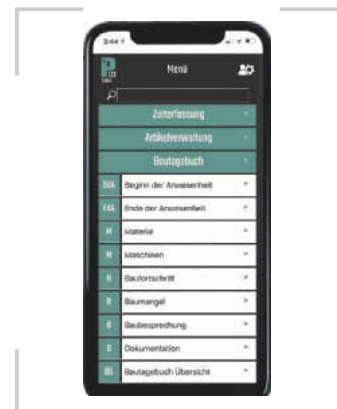 3:44
Menü
Zeiterfassung
Artikelverwaltung
Bautagebuch
Beginn der Anwesenheit
Ende der Anwesenheit
M Material
M Maschinen
B Baufortschritt
B Baumangel
B Baubesprechung
D Dokumentation
BÜ Bautagebuch Übersicht